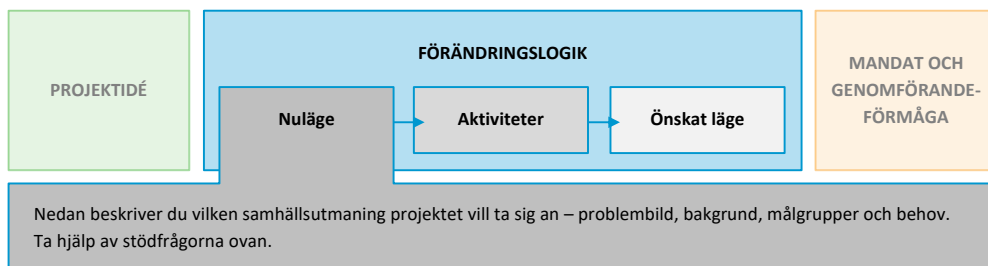 PROJEKTIDÉ
FÖRÄNDRINGSLOGIK
Nuläge
Aktiviteter
Önskat läge
MANDAT OCH
GENOMFÖRANDE-
FÖRMÅGA
Nedan beskriver du vilken samhällsutmaning projektet vill ta sig an – problembild, bakgrund, målgrupper och behov.
Ta hjälp av stödfrågorna ovan.